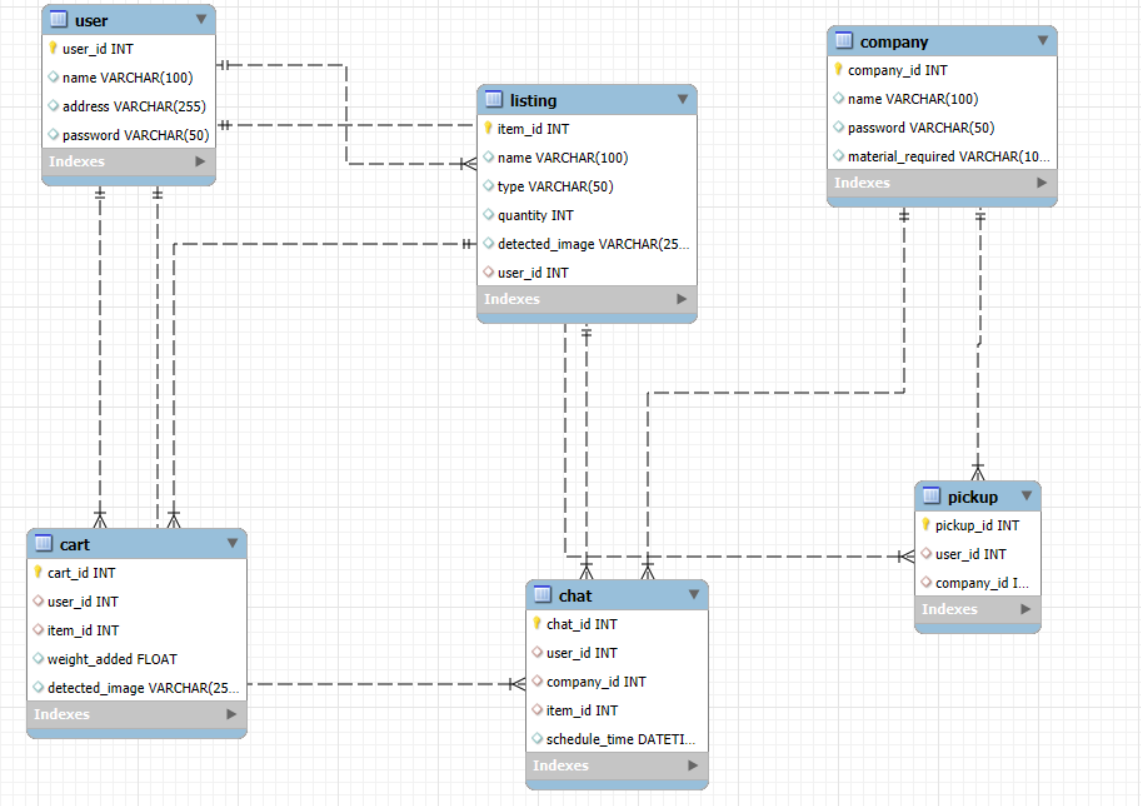 user
user_id INT
name VARCHAR(100)
address VARCHAR(255)
password VARCHAR(50)
Indexes
listing
item_id INT
name VARCHAR(100)
type VARCHAR(50)
quantity INT
detected_image VARCHAR(25...
user_id INT
Indexes
company
company_id INT
name VARCHAR(100)
password VARCHAR(50)
material_required VARCHAR(10...
Indexes
cart
cart_id INT
user_id INT
item_id INT
weight_added FLOAT
detected_image VARCHAR(25...
Indexes
chat
chat_id INT
user_id INT
company_id INT
item_id INT
schedule_time DATETI...
Indexes
pickup
pickup_id INT
user_id INT
company_id I...
Indexes